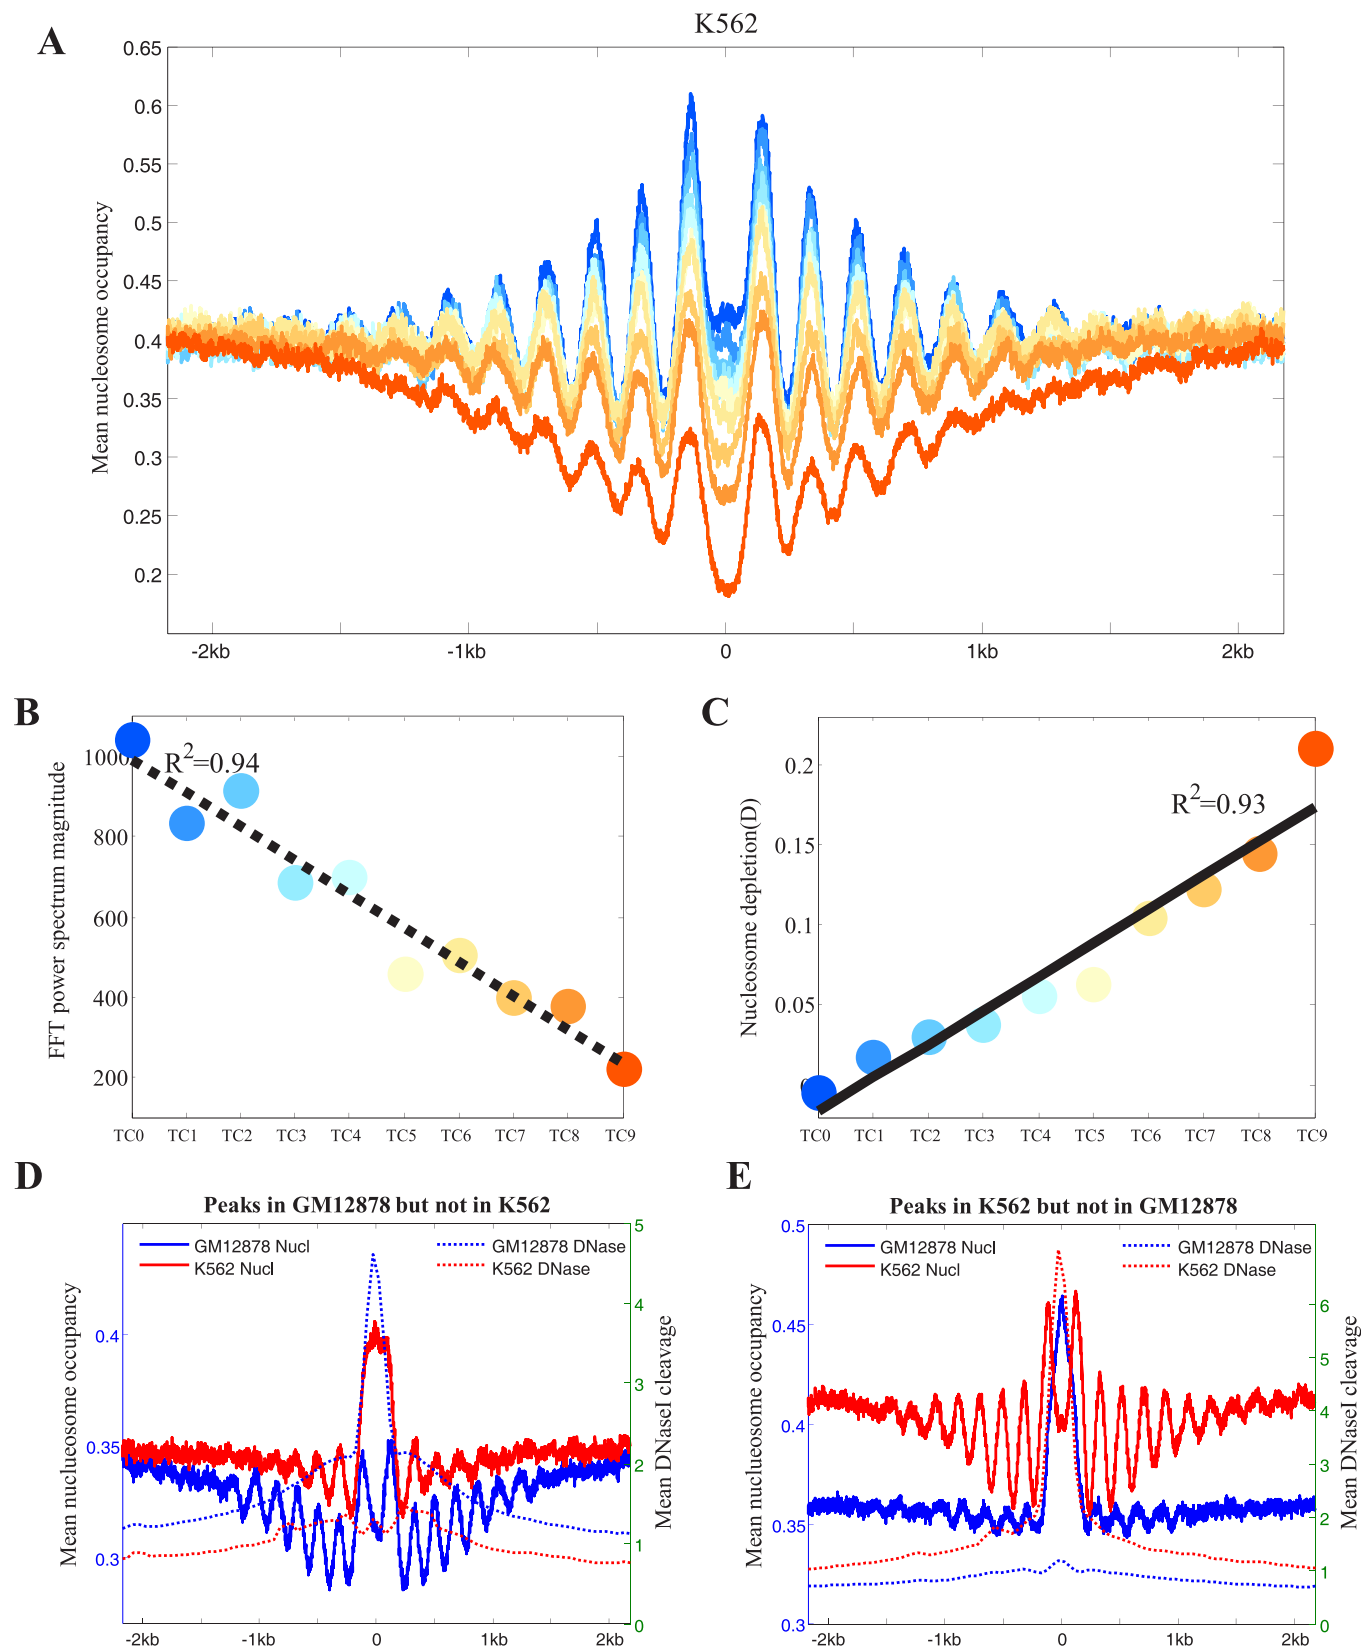 A
K562
Mean nucleosome occupancy
0.65
0.6
0.55
0.5
0.45
0.4
0.35
0.3
0.25
0.2
-2kb
-1kb
0
1kb
2kb
B
FFT power spectrum magnitude
R2=0.94
1000
800
600
400
200
TC0
TC1
TC2
TC3
TC4
TC5
TC6
TC7
TC8
TC9
C
Nucleosome depletion(D)
R2=0.93
0.2
0.15
0.1
0.05
TC0
TC1
TC2
TC3
TC4
TC5
TC6
TC7
TC8
TC9
D
Peaks in GM12878 but not in K562
GM12878 Nucl
K562 Nucl
GM12878 DNase
K562 DNase
Mean nuclueosome occupancy
0.4
0.35
0.3
5
4
3
2
1
0
Mean DNaseI cleavage
-2kb
-1kb
0
1kb
2kb
E
Peaks in K562 but not in GM12878
GM12878 Nucl
K562 Nucl
GM12878 DNase
K562 DNase
Mean nucleosome occupancy
0.5
0.45
0.4
0.35
0.3
6
5
4
3
2
1
0
Mean DNaseI cleavage
-2kb
-1kb
0
1kb
2kb